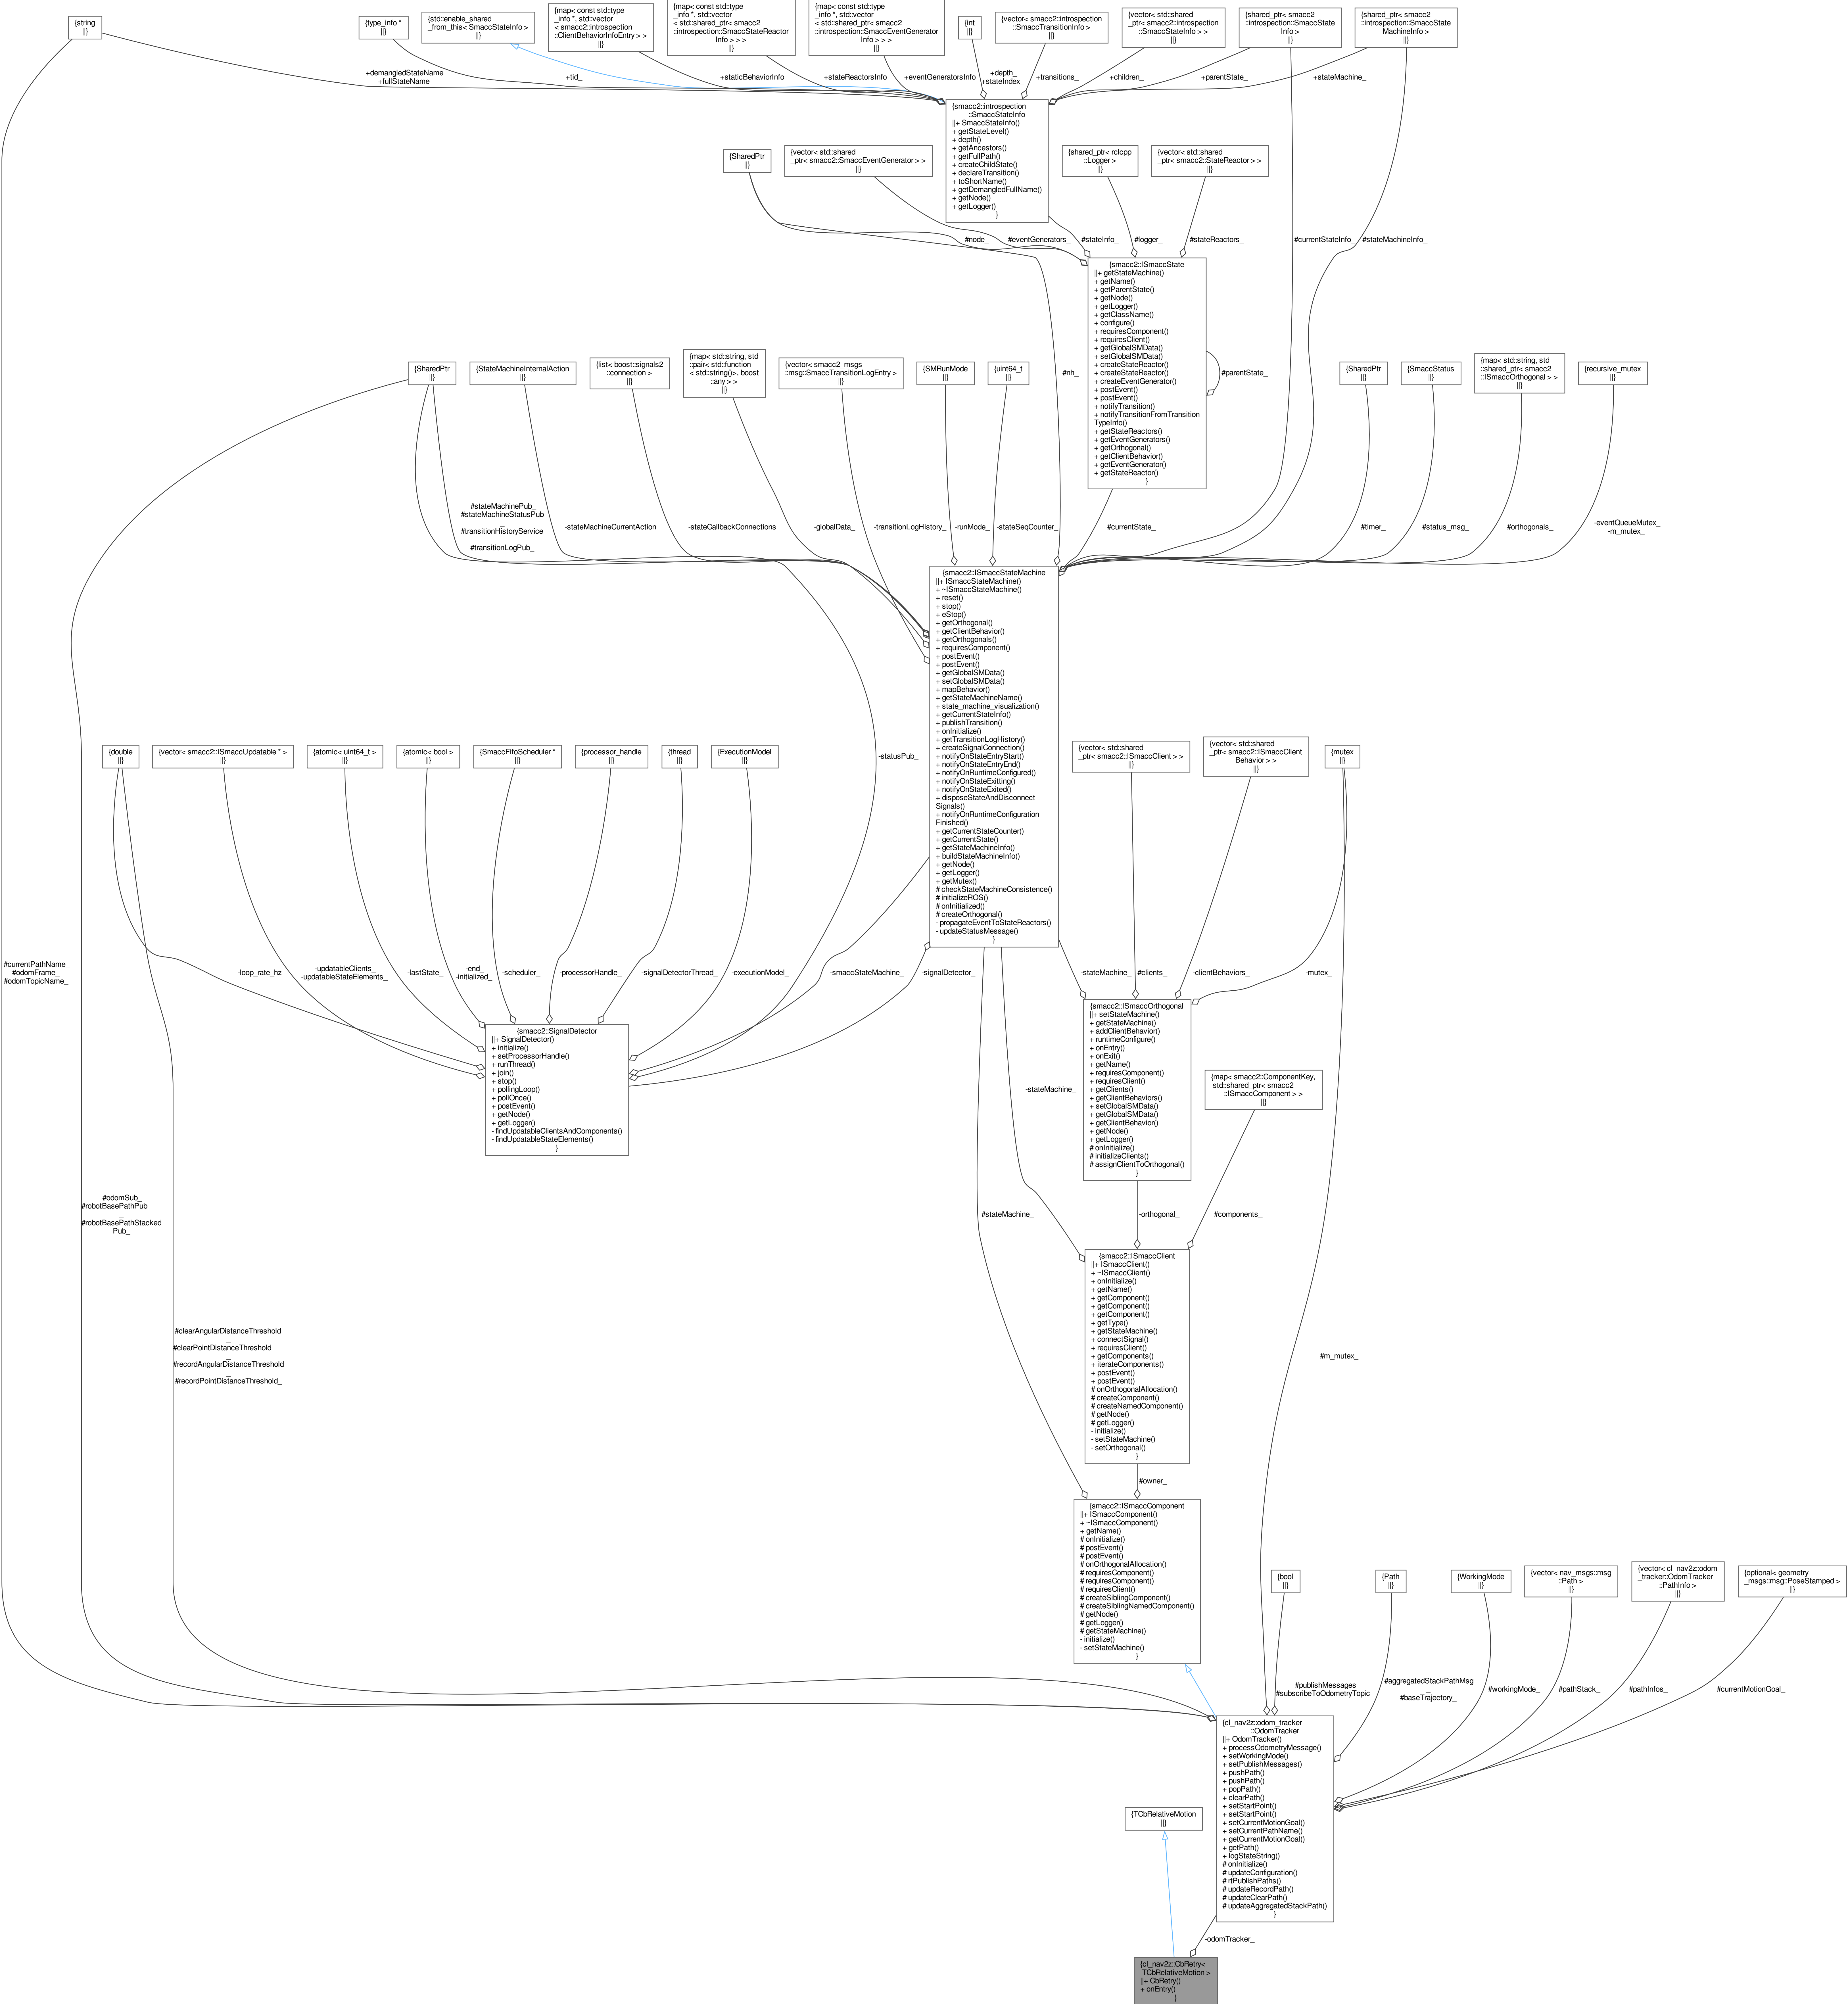 {string
||}
{type_info *
||}
{std::enable_shared
_from_this< SmaccStateInfo >
||}
{map< const std::type
_info *, std::vector
< smacc2::introspection
::ClientBehaviorInfoEntry > >
||}
{map< const std::type
_info *, std::vector
< std::shared_ptr< smacc2
::introspection::SmaccStateReactor
Info > > >
||}
{map< const std::type
_info *, std::vector
< std::shared_ptr< smacc2
::introspection::SmaccEventGenerator
Info > > >
||}
{int
||}
{vector< smacc2::introspection
::SmaccTransitionInfo >
||}
{vector< std::shared
_ptr< smacc2::introspection
::SmaccStateInfo > >
||}
{shared_ptr< smacc2
::introspection::SmaccState
Info >
||}
{shared_ptr< smacc2
::introspection::SmaccState
MachineInfo >
||}
+demangledStateName
+fullStateName
+tid_
+staticBehaviorInfo
+stateReactorsInfo
+eventGeneratorsInfo
+depth_
+stateIndex_
+transitions_
+children_
+parentState_
+stateMachine_
{smacc2::introspection
::SmaccStateInfo
||+ SmaccStateInfo()
+ getStateLevel()
+ depth()
+ getAncestors()
+ getFullPath()
+ createChildState()
+ declareTransition()
+ toShortName()
+ getDemangledFullName()
+ getNode()
+ getLogger()
}
{SharedPtr
||}
{vector< std::shared
_ptr< smacc2::SmaccEventGenerator > >
||}
{shared_ptr< rclcpp
::Logger >
||}
{vector< std::shared
_ptr< smacc2::StateReactor > >
||}
#node_
#eventGenerators_
#stateInfo_
#logger_
#stateReactors_
#currentStateInfo_
#stateMachineInfo_
{smacc2::ISmaccState
||+ getStateMachine()
+ getName()
+ getParentState()
+ getNode()
+ getLogger()
+ getClassName()
+ configure()
+ requiresComponent()
+ requiresClient()
+ getGlobalSMData()
+ setGlobalSMData()
+ createStateReactor()
+ createStateReactor()
+ createEventGenerator()
+ postEvent()
+ postEvent()
+ notifyTransition()
+ notifyTransitionFromTransition
TypeInfo()
+ getStateReactors()
+ getEventGenerators()
+ getOrthogonal()
+ getClientBehavior()
+ getEventGenerator()
+ getStateReactor()
}
#parentState_
{SharedPtr
||}
{StateMachineInternalAction
||}
{list< boost::signals2
::connection >
||}
{map< std::string, std
::pair< std::function
< std::string()>, boost
::any > >
||}
{vector< smacc2_msgs
::msg::SmaccTransitionLogEntry >
||}
{SMRunMode
||}
{uint64_t
||}
#nh_
{SharedPtr
||}
{SmaccStatus
||}
{map< std::string, std
::shared_ptr< smacc2
::ISmaccOrthogonal > >
||}
{recursive_mutex
||}
#stateMachinePub_
#stateMachineStatusPub
_
#transitionHistoryService
_
#transitionLogPub_
-stateMachineCurrentAction
-stateCallbackConnections
-globalData_
-transitionLogHistory_
-runMode_
-stateSeqCounter_
#currentState_
#timer_
#status_msg_
#orthogonals_
-eventQueueMutex_
-m_mutex_
{smacc2::ISmaccStateMachine
||+ ISmaccStateMachine()
+ ~ISmaccStateMachine()
+ reset()
+ stop()
+ eStop()
+ getOrthogonal()
+ getClientBehavior()
+ getOrthogonals()
+ requiresComponent()
+ postEvent()
+ postEvent()
+ getGlobalSMData()
+ setGlobalSMData()
+ mapBehavior()
+ getStateMachineName()
+ state_machine_visualization()
+ getCurrentStateInfo()
+ publishTransition()
+ onInitialize()
+ getTransitionLogHistory()
+ createSignalConnection()
+ notifyOnStateEntryStart()
+ notifyOnStateEntryEnd()
+ notifyOnRuntimeConfigured()
+ notifyOnStateExitting()
+ notifyOnStateExited()
+ disposeStateAndDisconnect
Signals()
+ notifyOnRuntimeConfiguration
Finished()
+ getCurrentStateCounter()
+ getCurrentState()
+ getStateMachineInfo()
+ buildStateMachineInfo()
+ getNode()
+ getLogger()
+ getMutex()
# checkStateMachineConsistence()
# initializeROS()
# onInitialized()
# createOrthogonal()
- propagateEventToStateReactors()
- updateStatusMessage()
}
{double
||}
{vector< smacc2::ISmaccUpdatable * >
||}
{atomic< uint64_t >
||}
{atomic< bool >
||}
{SmaccFifoScheduler *
||}
{processor_handle
||}
{thread
||}
{ExecutionModel
||}
-statusPub_
{vector< std::shared
_ptr< smacc2::ISmaccClient > >
||}
{vector< std::shared
_ptr< smacc2::ISmaccClient
Behavior > >
||}
{mutex
||}
#currentPathName_
#odomFrame_
#odomTopicName_
-loop_rate_hz
-updatableClients_
-updatableStateElements_
-lastState_
-end_
-initialized_
-scheduler_
-processorHandle_
-signalDetectorThread_
-executionModel_
-smaccStateMachine_
-signalDetector_
-stateMachine_
#clients_
-clientBehaviors_
-mutex_
{smacc2::SignalDetector
||+ SignalDetector()
+ initialize()
+ setProcessorHandle()
+ runThread()
+ join()
+ stop()
+ pollingLoop()
+ pollOnce()
+ postEvent()
+ getNode()
+ getLogger()
- findUpdatableClientsAndComponents()
- findUpdatableStateElements()
}
{smacc2::ISmaccOrthogonal
||+ setStateMachine()
+ getStateMachine()
+ addClientBehavior()
+ runtimeConfigure()
+ onEntry()
+ onExit()
+ getName()
+ requiresComponent()
+ requiresClient()
+ getClients()
+ getClientBehaviors()
+ setGlobalSMData()
+ getGlobalSMData()
+ getClientBehavior()
+ getNode()
+ getLogger()
# onInitialize()
# initializeClients()
# assignClientToOrthogonal()
}
-stateMachine_
{map< smacc2::ComponentKey,
std::shared_ptr< smacc2
::ISmaccComponent > >
||}
#odomSub_
#robotBasePathPub
_
#robotBasePathStacked
Pub_
#stateMachine_
-orthogonal_
#components_
{smacc2::ISmaccClient
||+ ISmaccClient()
+ ~ISmaccClient()
+ onInitialize()
+ getName()
+ getComponent()
+ getComponent()
+ getComponent()
+ getType()
+ getStateMachine()
+ connectSignal()
+ requiresClient()
+ getComponents()
+ iterateComponents()
+ postEvent()
+ postEvent()
# onOrthogonalAllocation()
# createComponent()
# createNamedComponent()
# getNode()
# getLogger()
- initialize()
- setStateMachine()
- setOrthogonal()
}
#clearAngularDistanceThreshold
_
#clearPointDistanceThreshold
_
#recordAngularDistanceThreshold
_
#recordPointDistanceThreshold_
#m_mutex_
#owner_
{smacc2::ISmaccComponent
||+ ISmaccComponent()
+ ~ISmaccComponent()
+ getName()
# onInitialize()
# postEvent()
# postEvent()
# onOrthogonalAllocation()
# requiresComponent()
# requiresComponent()
# requiresClient()
# createSiblingComponent()
# createSiblingNamedComponent()
# getNode()
# getLogger()
# getStateMachine()
- initialize()
- setStateMachine()
}
{bool
||}
{Path
||}
{WorkingMode
||}
{vector< nav_msgs::msg
::Path >
||}
{vector< cl_nav2z::odom
_tracker::OdomTracker
::PathInfo >
||}
{optional< geometry
_msgs::msg::PoseStamped >
||}
#publishMessages
#subscribeToOdometryTopic_
#aggregatedStackPathMsg
_
#baseTrajectory_
#workingMode_
#pathStack_
#pathInfos_
#currentMotionGoal_
{cl_nav2z::odom_tracker
::OdomTracker
||+ OdomTracker()
+ processOdometryMessage()
+ setWorkingMode()
+ setPublishMessages()
+ pushPath()
+ pushPath()
+ popPath()
+ clearPath()
+ setStartPoint()
+ setStartPoint()
+ setCurrentMotionGoal()
+ setCurrentPathName()
+ getCurrentMotionGoal()
+ getPath()
+ logStateString()
# onInitialize()
# updateConfiguration()
# rtPublishPaths()
# updateRecordPath()
# updateClearPath()
# updateAggregatedStackPath()
}
{TCbRelativeMotion
||}
-odomTracker_
{cl_nav2z::CbRetry<
TCbRelativeMotion >
||+ CbRetry()
+ onEntry()
}